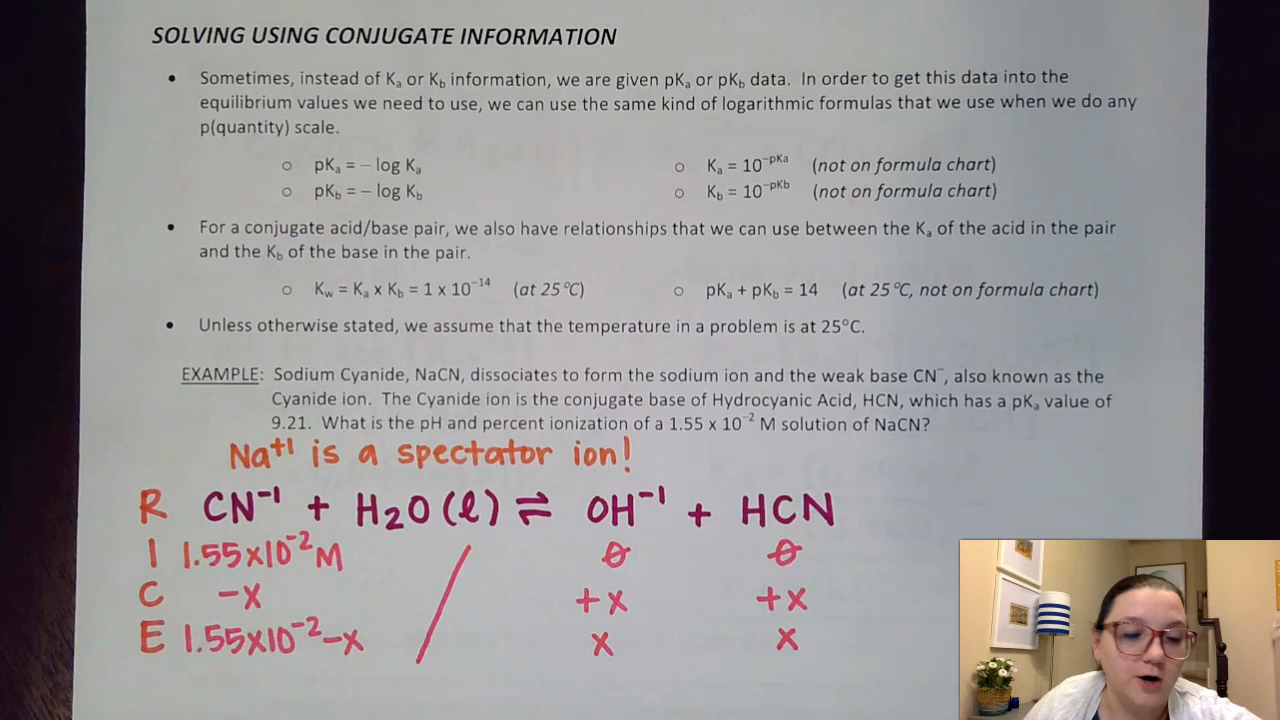 SOLVING USING CONJUGATE INFORMATION
• Sometimes, instead of Kₐ or K_b information, we are given pKₐ or pK_b data. In order to get this data into the
equilibrium values we need to use, we can use the same kind of logarithmic formulas that we use when we do any
p(quantity) scale.
○ pKₐ = – log Kₐ ○ Kₐ = 10^–pKa (not on formula chart)
○ pK_b = – log K_b ○ K_b = 10^–pKb (not on formula chart)
• For a conjugate acid/base pair, we also have relationships that we can use between the Kₐ of the acid in the pair
and the K_b of the base in the pair.
○ K_w = Kₐ x K_b = 1 x 10⁻¹⁴ (at 25 ℃) ○ pKₐ + pK_b = 14 (at 25 ℃, not on formula chart)
• Unless otherwise stated, we assume that the temperature in a problem is at 25°C.
EXAMPLE: Sodium Cyanide, NaCN, dissociates to form the sodium ion and the weak base CN⁻, also known as the
Cyanide ion. The Cyanide ion is the conjugate base of Hydrocyanic Acid, HCN, which has a pKₐ value of
9.21. What is the pH and percent ionization of a 1.55 x 10⁻² M solution of NaCN?
Na⁺¹ is a spectator ion!
R CN⁻¹ + H₂O (l) ⇌ OH⁻¹ + HCN
I 1.55x10⁻²M / 0 0
C -x +x +x
E 1.55x10⁻²-x x x